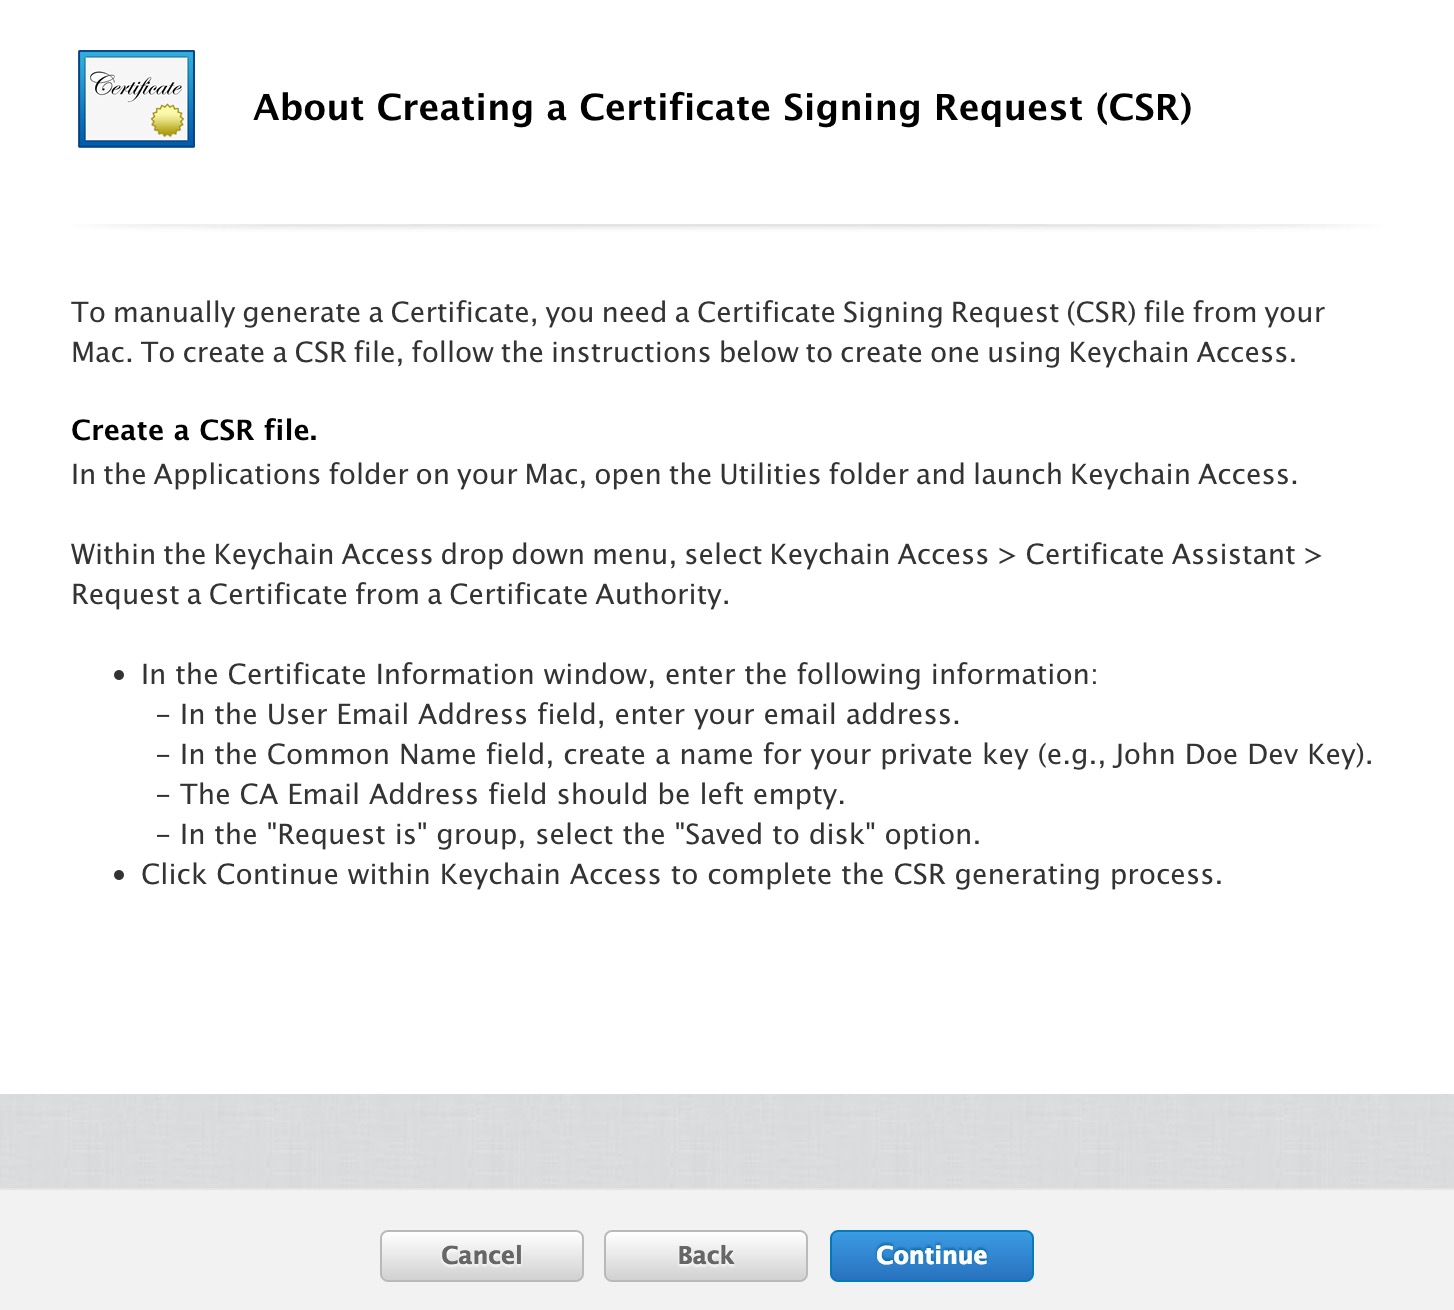 Certificate
About Creating a Certificate Signing Request (CSR)
To manually generate a Certificate, you need a Certificate Signing Request (CSR) file from your
Mac. To create a CSR file, follow the instructions below to create one using Keychain Access.
Create a CSR file.
In the Applications folder on your Mac, open the Utilities folder and launch Keychain Access.
Within the Keychain Access drop down menu, select Keychain Access > Certificate Assistant >
Request a Certificate from a Certificate Authority.
• In the Certificate Information window, enter the following information:
– In the User Email Address field, enter your email address.
– In the Common Name field, create a name for your private key (e.g., John Doe Dev Key).
– The CA Email Address field should be left empty.
– In the "Request is" group, select the "Saved to disk" option.
• Click Continue within Keychain Access to complete the CSR generating process.
Cancel
Back
Continue